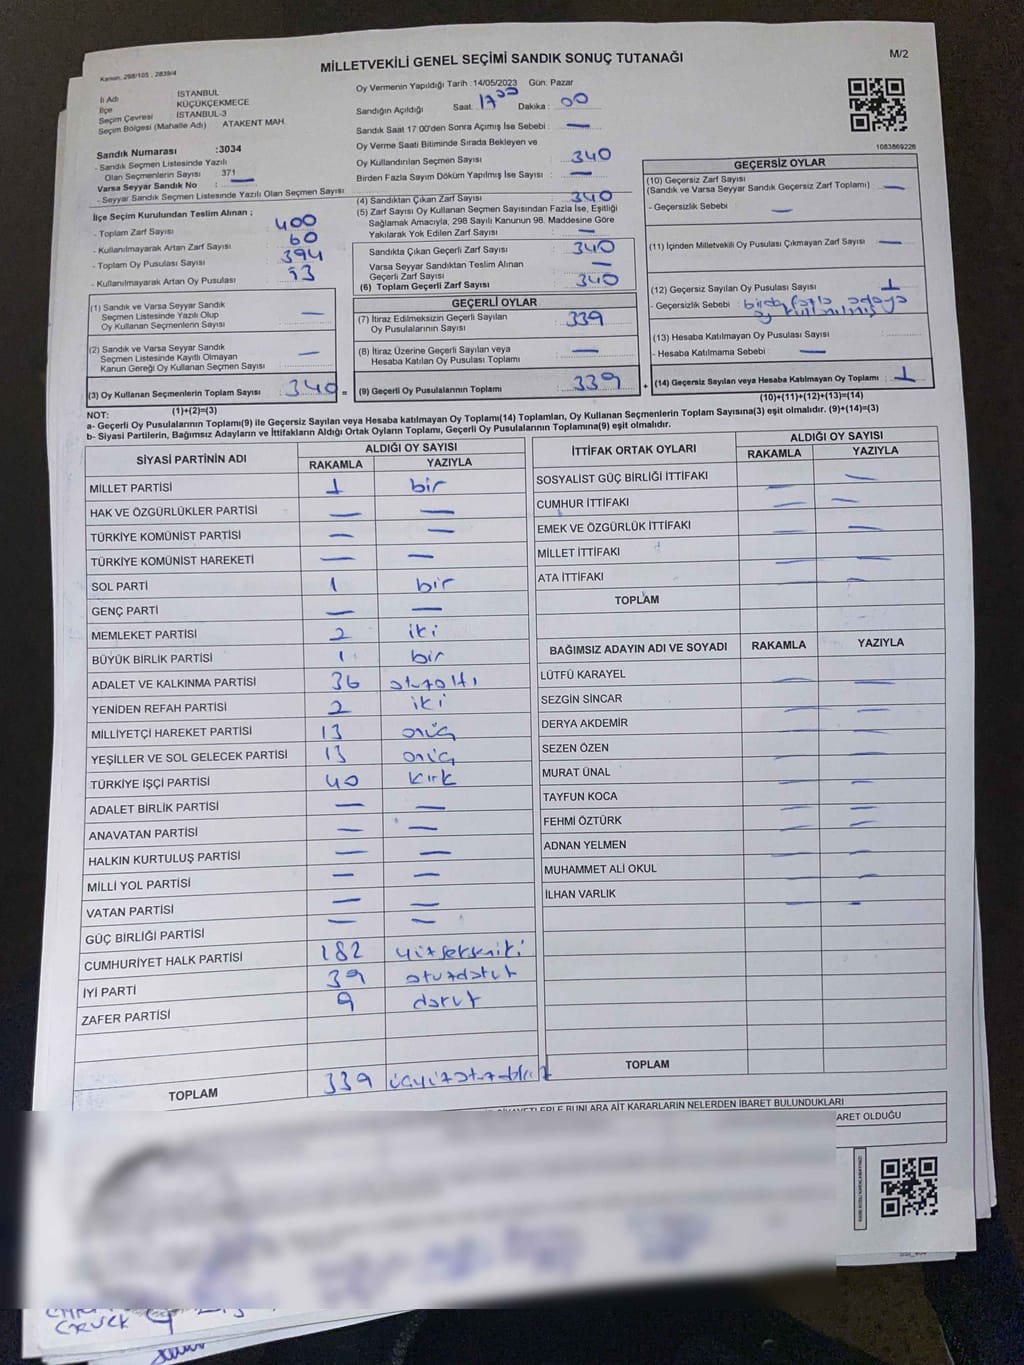 Kanun, 298/105 , 2839/4
MİLLETVEKİLİ GENEL SEÇİMİ SANDIK SONUÇ TUTANAĞI
M/2
İl Adı : İSTANBUL
İlçe : KÜÇÜKÇEKMECE
Seçim Çevresi : İSTANBUL-3
Seçim Bölgesi (Mahalle Adı) : ATAKENT MAH.
Sandık Numarası :3034
- Sandık Seçmen Listesinde Yazılı
Olan Seçmenlerin Sayısı : 371
Varsa Seyyar Sandık No : —
- Seyyar Sandık Seçmen Listesinde Yazılı Olan Seçmen Sayısı:
İlçe Seçim Kurulundan Teslim Alınan ;
- Toplam Zarf Sayısı : 400
- Kullanılmayarak Artan Zarf Sayısı : 60
- Toplam Oy Pusulası Sayısı : 394
- Kullanılmayarak Artan Oy Pusulası : 53
(1) Sandık ve Varsa Seyyar Sandık
Seçmen Listesinde Yazılı Olup
Oy Kullanan Seçmenlerin Sayısı : —
(2) Sandık ve Varsa Seyyar Sandık
Seçmen Listesinde Kayıtlı Olmayan
Kanun Gereği Oy Kullanan Seçmen Sayısı : —
(3) Oy Kullanan Seçmenlerin Toplam Sayısı : 340 =
(1)+(2)=(3)
Oy Vermenin Yapıldığı Tarih : 14/05/2023 Gün: Pazar
Sandığın Açıldığı Saat: 17 00 Dakika : 00
Sandık Saat 17:00'den Sonra Açımış İse Sebebi : —
Oy Verme Saati Bitiminde Sırada Bekleyen ve
Oy Kullandırılan Seçmen Sayısı : 340
Birden Fazla Sayım Döküm Yapılmış İse Sayısı : —
(4) Sandıktan Çıkan Zarf Sayısı : 340
(5) Zarf Sayısı Oy Kullanan Seçmen Sayısından Fazla İse, Eşitliği
Sağlamak Amacıyla, 298 Sayılı Kanunun 98. Maddesine Göre
Yakılarak Yok Edilen Zarf Sayısı : —
Sandıkta Çıkan Geçerli Zarf Sayısı : 340
Varsa Seyyar Sandıktan Teslim Alınan
Geçerli Zarf Sayısı : —
(6) Toplam Geçerli Zarf Sayısı : 340
GEÇERLİ OYLAR
(7) İtiraz Edilmeksizin Geçerli Sayılan
Oy Pusulalarının Sayısı : 339
(8) İtiraz Üzerine Geçerli Sayılan veya
Hesaba Katılan Oy Pusulası Toplamı : —
(9) Geçerli Oy Pusulalarının Toplamı : 339 +
1083869226
GEÇERSİZ OYLAR
(10) Geçersiz Zarf Sayısı
(Sandık ve Varsa Seyyar Sandık Geçersiz Zarf Toplamı) : —
- Geçersizlik Sebebi : —
(11) İçinden Milletvekili Oy Pusulası Çıkmayan Zarf Sayısı : —
(12) Geçersiz Sayılan Oy Pusulası Sayısı : 1
- Geçersizlik Sebebi : birden fazla adaya
oy kullanılmış
(13) Hesaba Katılmayan Oy Pusulası Sayısı :
- Hesaba Katılmama Sebebi : —
(14) Geçersiz Sayılan veya Hesaba Katılmayan Oy Toplamı : 1
(10)+(11)+(12)+(13)=(14)
NOT:
a- Geçerli Oy Pusulaları Toplamı(9) ile Geçersiz Sayılan veya Hesaba katılmayan Oy Toplamı(14) Toplamları, Oy Kullanan Seçmenlerin Toplam Sayısına(3) eşit olmalıdır. (9)+(14)=(3)
b- Siyasi Partilerin, Bağımsız Adayların ve İttifakların Aldığı Ortak Oyların Toplamı, Geçerli Oy Pusulaları Toplamına(9) eşit olmalıdır.
SİYASİ PARTİNİN ADI
ALDIĞI OY SAYISI
RAKAMLA YAZIYLA
MİLLET PARTİSİ 1 bir
HAK VE ÖZGÜRLÜKLER PARTİSİ — —
TÜRKİYE KOMÜNİST PARTİSİ — —
TÜRKİYE KOMÜNİST HAREKETİ — —
SOL PARTİ 1 bir
GENÇ PARTİ — —
MEMLEKET PARTİSİ 2 iki
BÜYÜK BİRLİK PARTİSİ 1 bir
ADALET VE KALKINMA PARTİSİ 36 otuzaltı
YENİDEN REFAH PARTİSİ 2 iki
MİLLİYETÇİ HAREKET PARTİSİ 13 onüç
YEŞİLLER VE SOL GELECEK PARTİSİ 13 onüç
TÜRKİYE İŞÇİ PARTİSİ 40 kırk
ADALET BİRLİK PARTİSİ — —
ANAVATAN PARTİSİ — —
HALKIN KURTULUŞ PARTİSİ — —
MİLLİ YOL PARTİSİ — —
VATAN PARTİSİ — —
GÜÇ BİRLİĞİ PARTİSİ — —
CUMHURİYET HALK PARTİSİ 182 yüzsekseniki
İYİ PARTİ 39 otuzdokuz
ZAFER PARTİSİ 9 dokuz
TOPLAM 339 üçyüzotuzdokuz
İTTİFAK ORTAK OYLARI
ALDIĞI OY SAYISI
RAKAMLA YAZIYLA
SOSYALİST GÜÇ BİRLİĞİ İTTİFAKI — —
CUMHUR İTTİFAKI — —
EMEK VE ÖZGÜRLÜK İTTİFAKI — —
MİLLET İTTİFAKI — —
ATA İTTİFAKI — —
TOPLAM
BAĞIMSIZ ADAYIN ADI VE SOYADI RAKAMLA YAZIYLA
LÜTFÜ KARAYEL — —
SEZGİN SİNCAR — —
DERYA AKDEMİR — —
SEZEN ÖZEN — —
MURAT ÜNAL — —
TAYFUN KOCA — —
FEHMİ ÖZTÜRK — —
ADNAN YELMEN — —
MUHAMMET ALİ OKUL — —
İLHAN VARLIK — —
TOPLAM
BUNLARA AİT KARARLARIN NELERDEN İBARET BULUNDUKLARI
ARET OLDUĞU